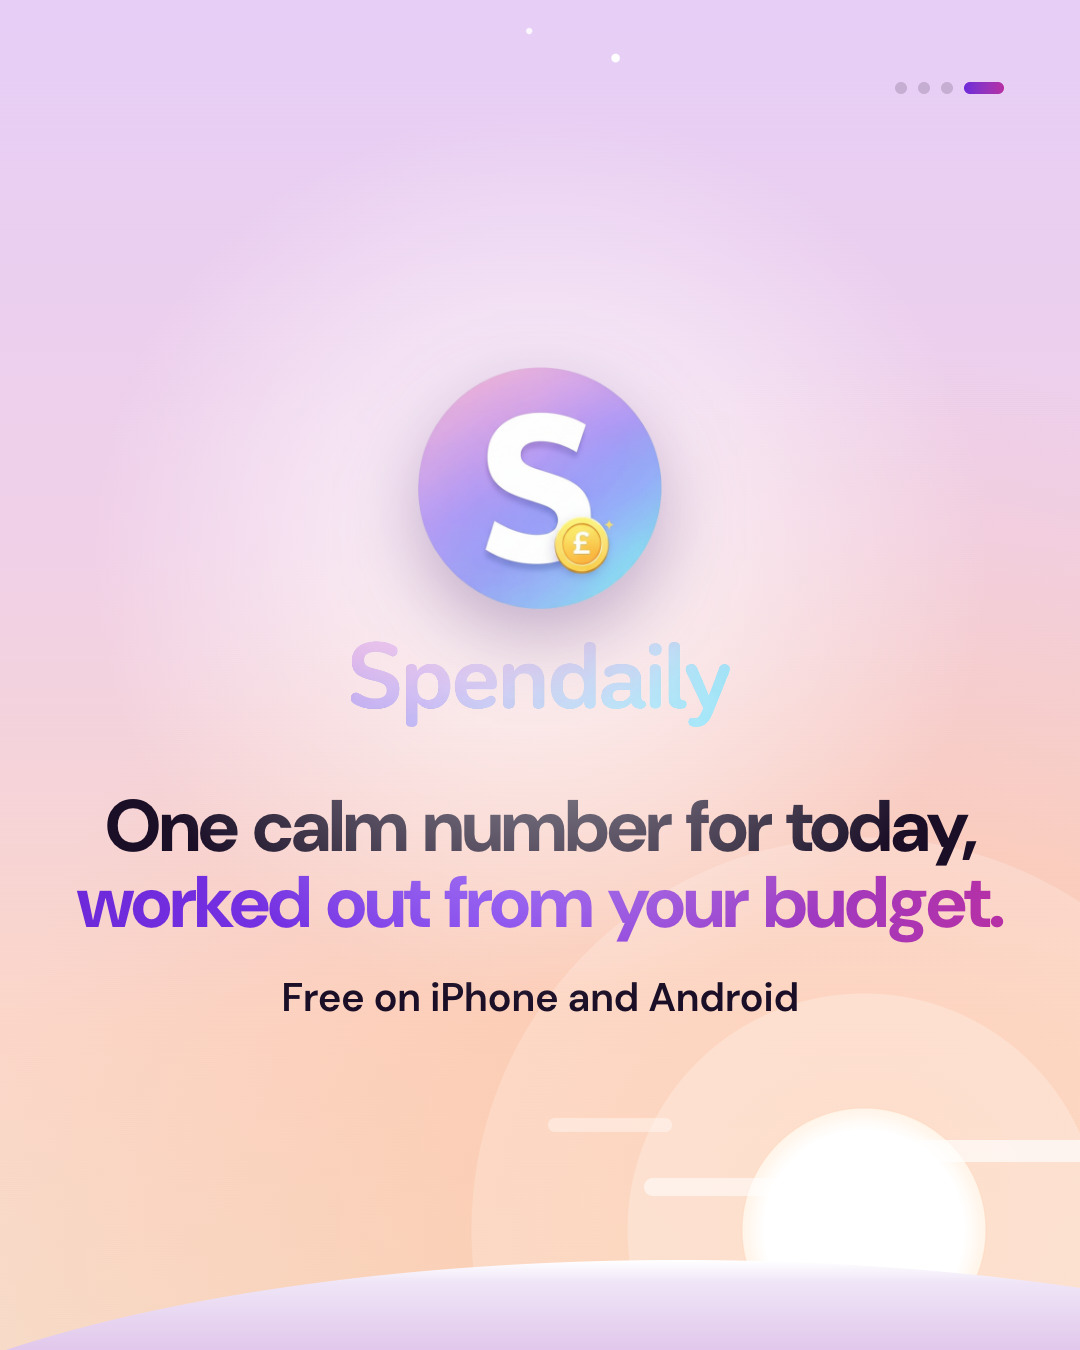 S
£
Spendaily
One calm number for today,
worked out from your budget.
Free on iPhone and Android